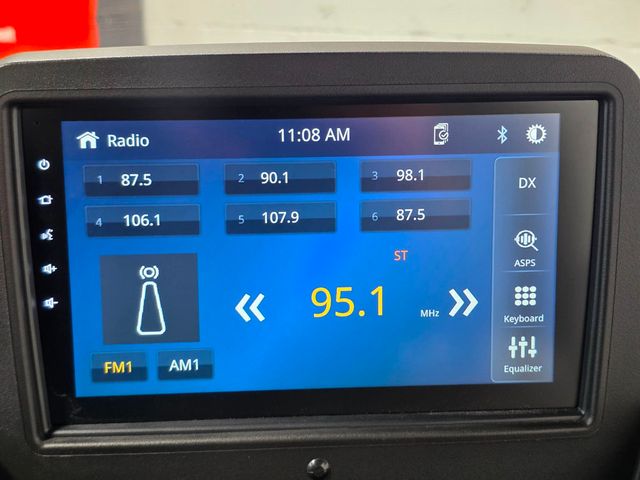 Radio 11:08 AM
1 87.5 2 90.1 3 98.1 DX
4 106.1 5 107.9 6 87.5
ST ASPS
95.1 MHz Keyboard
FM1 AM1 Equalizer